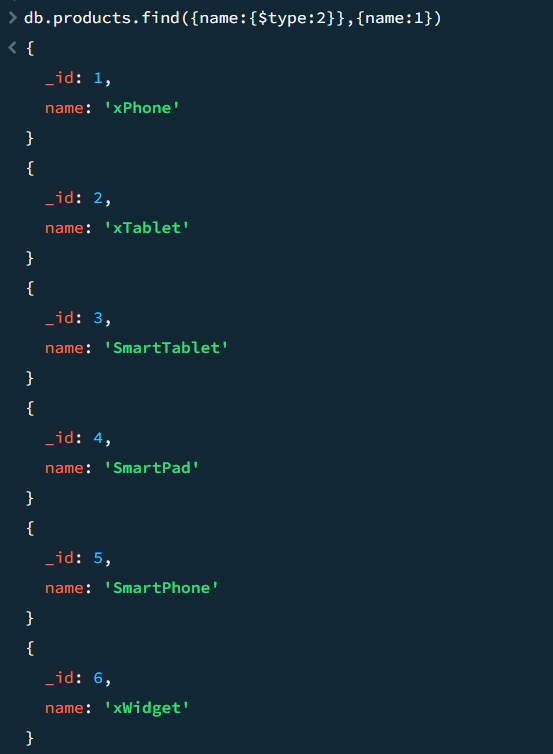 > db.products.find({name:{$type:2}},{name:1})
< {
_id: 1,
name: 'xPhone'
}
{
_id: 2,
name: 'xTablet'
}
{
_id: 3,
name: 'SmartTablet'
}
{
_id: 4,
name: 'SmartPad'
}
{
_id: 5,
name: 'SmartPhone'
}
{
_id: 6,
name: 'xWidget'
}